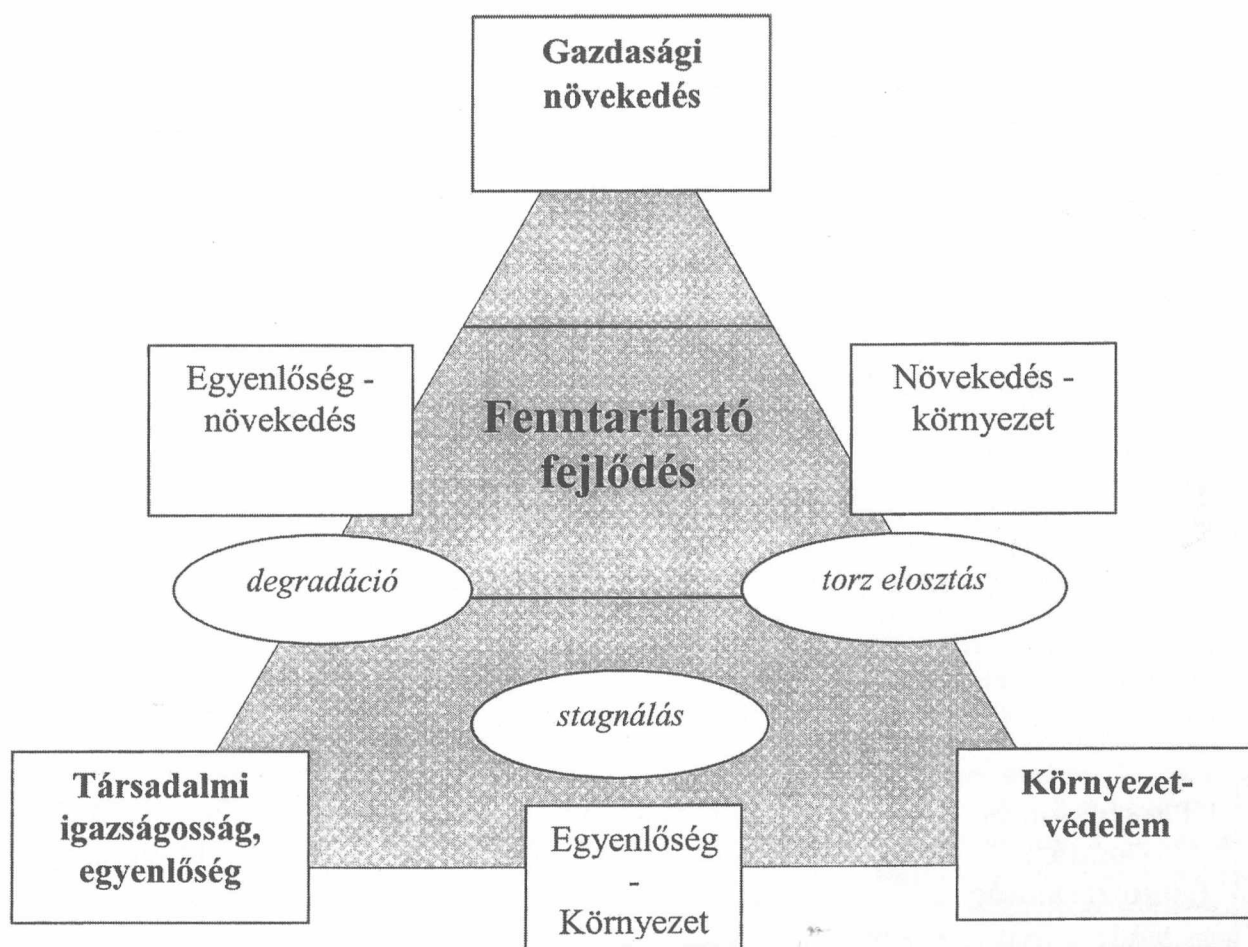 Gazdasági
növekedés
Egyenlőség -
növekedés
Növekedés -
környezet
Fenntartható
fejlődés
degradáció
torz elosztás
stagnálás
Társadalmi
igazságosság,
egyenlőség
Környezet-
védelem
Egyenlőség
-
Környezet